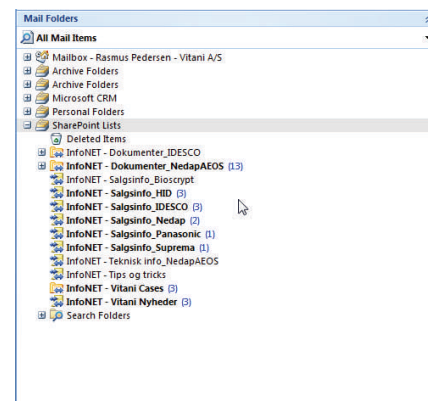 Mail Folders
All Mail Items
Mailbox - Rasmus Pedersen - Vitani A/S
Archive Folders
Archive Folders
Microsoft CRM
Personal Folders
SharePoint Lists
Deleted Items
InfoNET - Dokumenter_IDESCO
InfoNET - Dokumenter_NedapAEOS (13)
InfoNET - Salgsinfo_Bioscrypt
InfoNET - Salgsinfo_HID (3)
InfoNET - Salgsinfo_IDESCO (3)
InfoNET - Salgsinfo_Nedap (2)
InfoNET - Salgsinfo_Panasonic (1)
InfoNET - Salgsinfo_Suprema (1)
InfoNET - Teknisk info_NedapAEOS
InfoNET - Tips og tricks
InfoNET - Vitani Cases (3)
InfoNET - Vitani Nyheder (3)
Search Folders